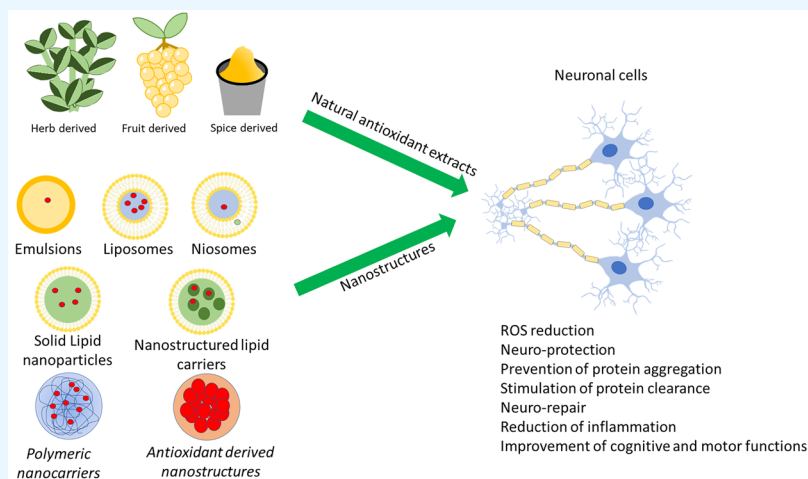 Herb derived
Fruit derived
Spice derived
Natural antioxidant extracts
Neuronal cells
Emulsions
Liposomes
Niosomes
Nanostructures
Solid Lipid
nanoparticles
Nanostructured lipid
carriers
Polymeric
nanocarriers
Antioxidant derived
nanostructures
ROS reduction
Neuro-protection
Prevention of protein aggregation
Stimulation of protein clearance
Neuro-repair
Reduction of inflammation
Improvement of cognitive and motor functions